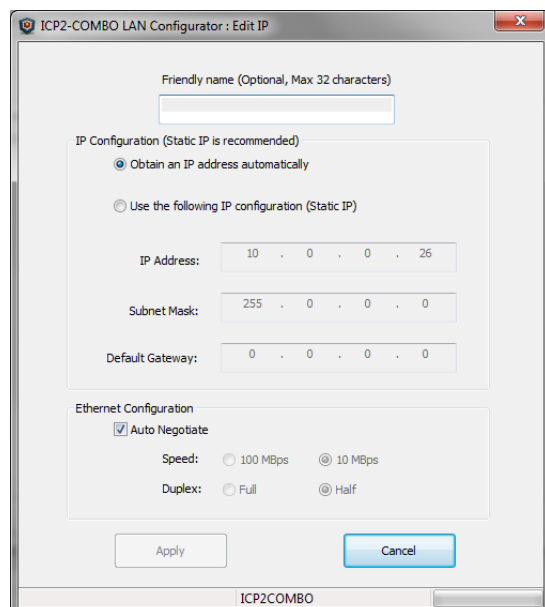 ICP2-COMBO LAN Configurator : Edit IP
Friendly name (Optional, Max 32 characters)
IP Configuration (Static IP is recommended)
Obtain an IP address automatically
Use the following IP configuration (Static IP)
IP Address: 10 . 0 . 0 . 26
Subnet Mask: 255 . 0 . 0 . 0
Default Gateway: 0 . 0 . 0 . 0
Ethernet Configuration
Auto Negotiate
Speed: 100 MBps 10 MBps
Duplex: Full Half
Apply Cancel
ICP2COMBO